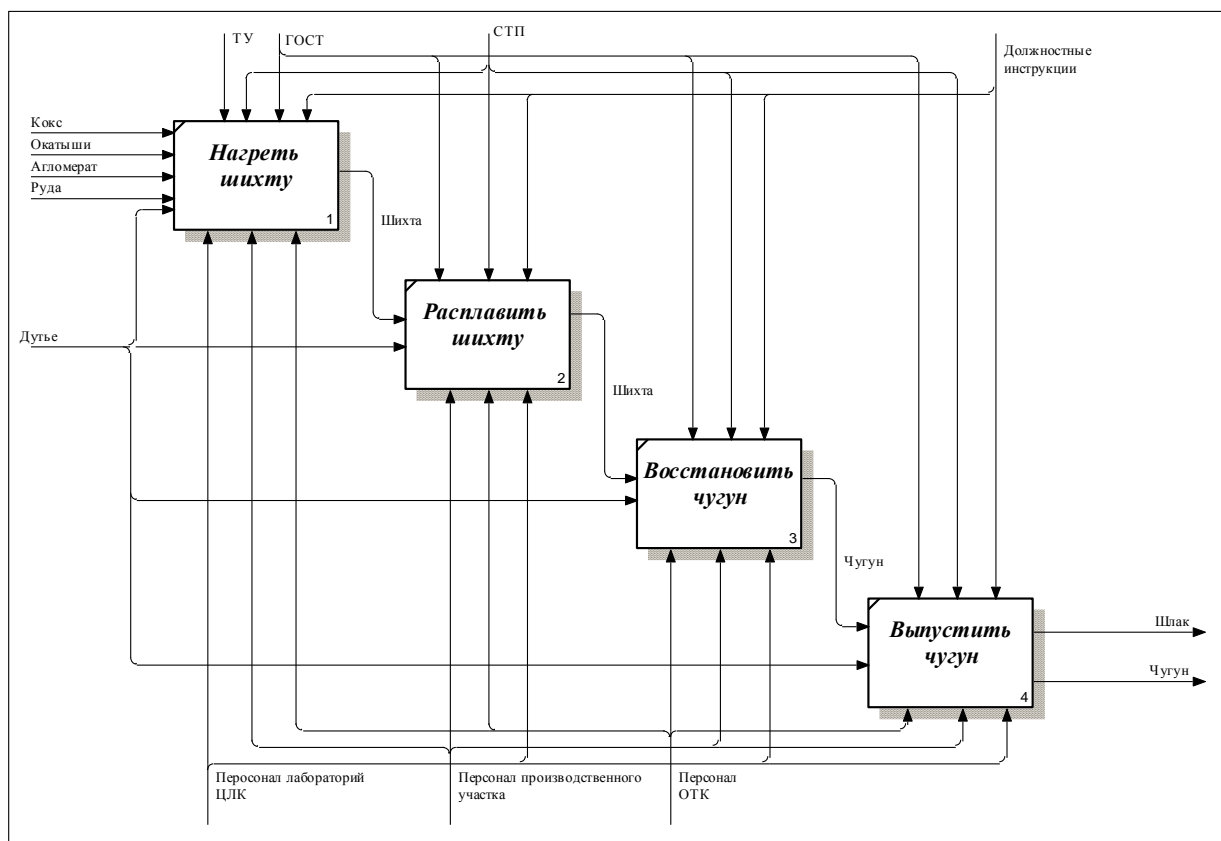 ТУ
ГОСТ
СТП
Должностные
инструкции
Кокс
Окатыши
Агломерат
Руда
Нагреть
шихту
1
Шихта
Дутье
Расплавить
шихту
2
Шихта
Восстановить
чугун
3
Чугун
Выпустить
чугун
4
Шлак
Чугун
Перосонал лабораторий
ЦЛК
Персонал производственного
участка
Персонал
ОТК